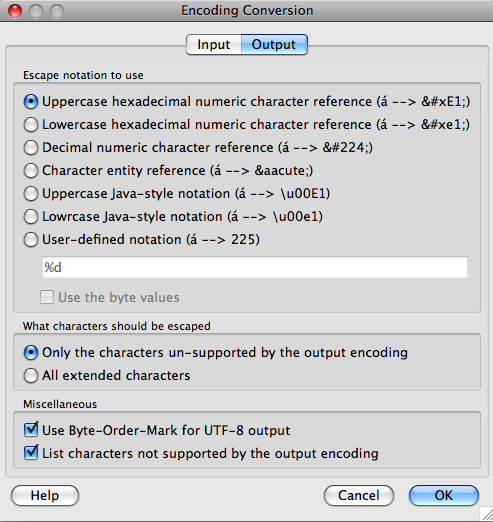 Encoding Conversion
Input Output
Escape notation to use
Uppercase hexadecimal numeric character reference (á --> &#xE1;)
Lowercase hexadecimal numeric character reference (á --> &#xe1;)
Decimal numeric character reference (á --> &#224;)
Character entity reference (á --> &aacute;)
Uppercase Java-style notation (á --> \u00E1)
Lowrcase Java-style notation (á --> \u00e1)
User-defined notation (á --> 225)
%d
Use the byte values
What characters should be escaped
Only the characters un-supported by the output encoding
All extended characters
Miscellaneous
Use Byte-Order-Mark for UTF-8 output
List characters not supported by the output encoding
Help Cancel OK